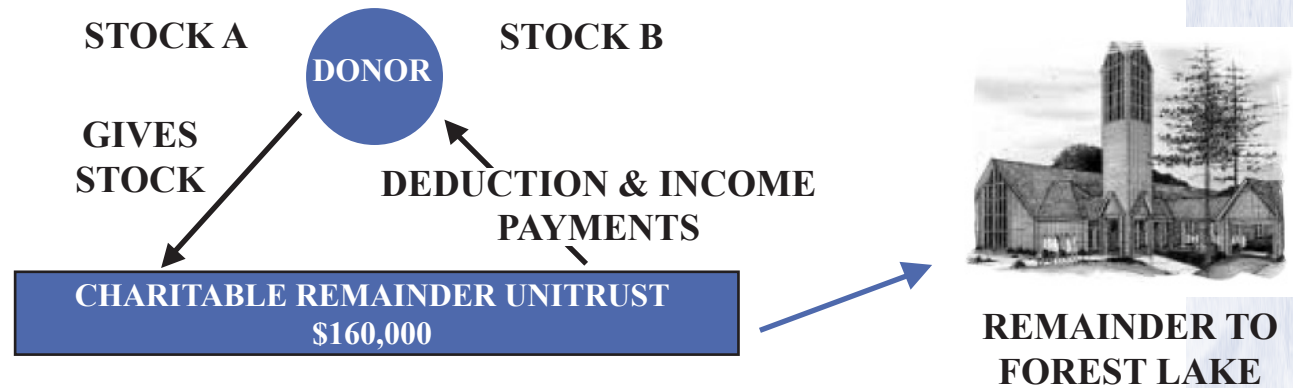 STOCK A
DONOR
STOCK B
GIVES
STOCK
DEDUCTION & INCOME
PAYMENTS
CHARITABLE REMAINDER UNITRUST
$160,000
REMAINDER TO
FOREST LAKE